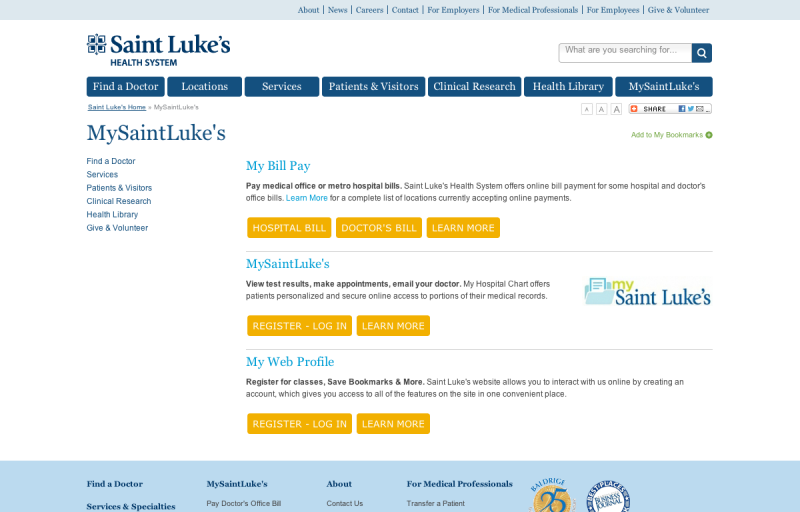 About | News | Careers | Contact | For Employers | For Medical Professionals | For Employees | Give & Volunteer
Saint Luke's
HEALTH SYSTEM
What are you searching for...
Find a Doctor Locations Services Patients & Visitors Clinical Research Health Library MySaintLuke's
Saint Luke's Home » MySaintLuke's
A A A SHARE
MySaintLuke's
Add to My Bookmarks
Find a Doctor
Services
Patients & Visitors
Clinical Research
Health Library
Give & Volunteer
My Bill Pay
Pay medical office or metro hospital bills. Saint Luke's Health System offers online bill payment for some hospital and doctor's
office bills. Learn More for a complete list of locations currently accepting online payments.
HOSPITAL BILL DOCTOR'S BILL LEARN MORE
MySaintLuke's
View test results, make appointments, email your doctor. My Hospital Chart offers
patients personalized and secure online access to portions of their medical records.
my
Saint Luke's
REGISTER - LOG IN LEARN MORE
My Web Profile
Register for classes, Save Bookmarks & More. Saint Luke's website allows you to interact with us online by creating an
account, which gives you access to all of the features on the site in one convenient place.
REGISTER - LOG IN LEARN MORE
Find a Doctor
Services & Specialties
MySaintLuke's
Pay Doctor's Office Bill
About
Contact Us
For Medical Professionals
Transfer a Patient
BALDRIGE
25
BEST PLACES
BUSINESS
JOURNAL